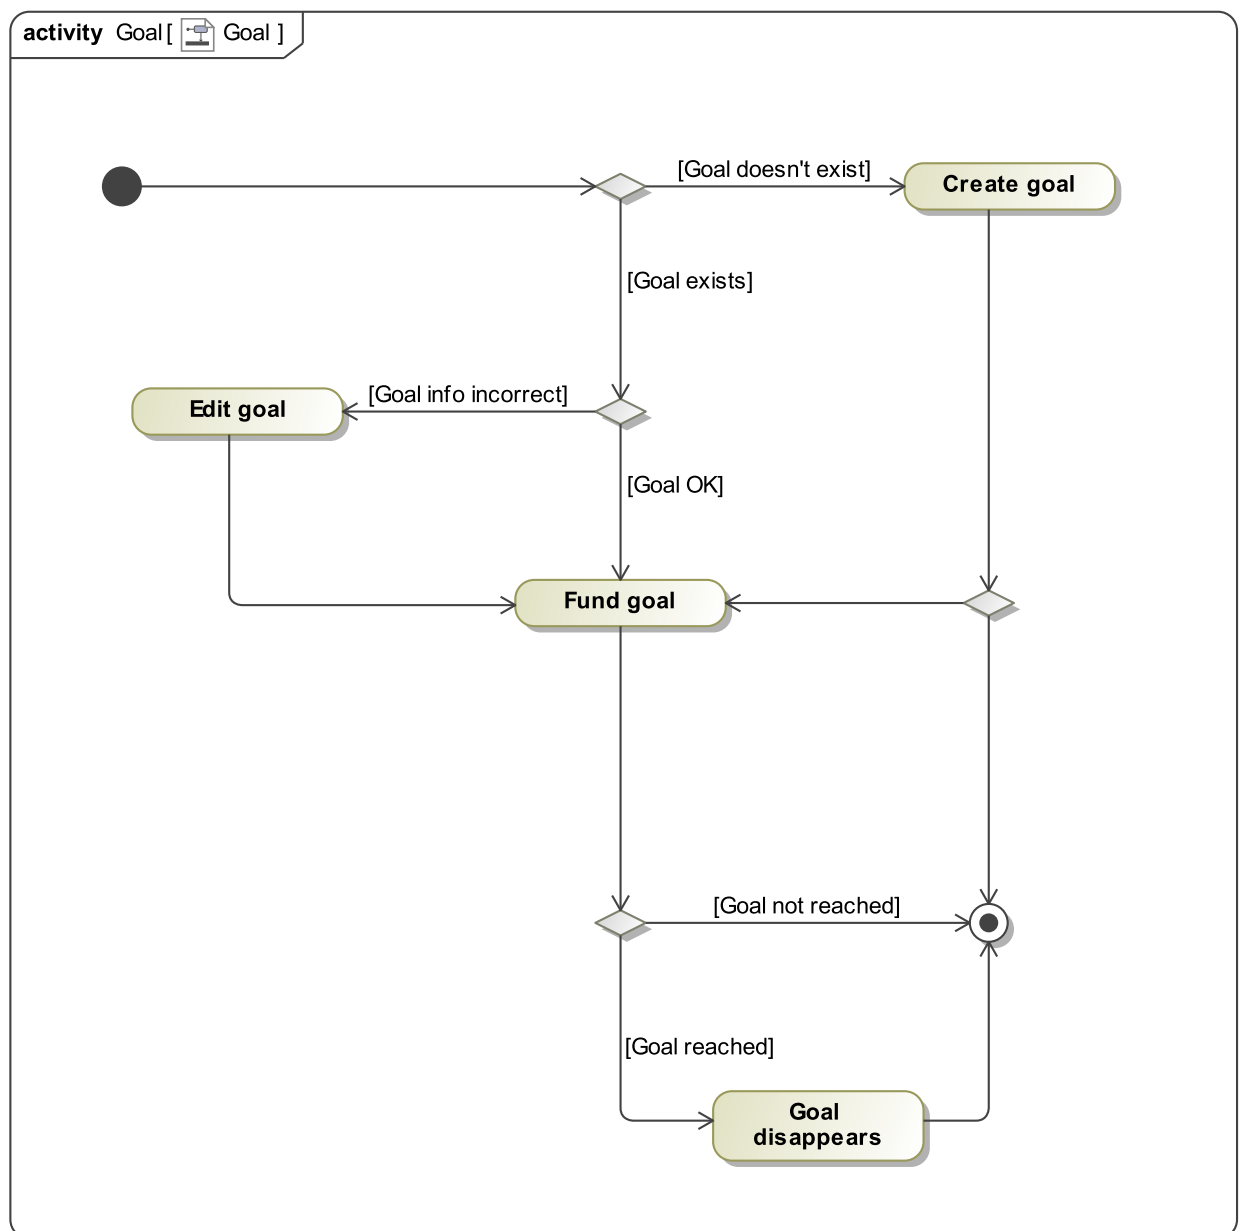 activity Goal [ Goal ]
[Goal doesn't exist]
Create goal
[Goal exists]
[Goal info incorrect]
Edit goal
[Goal OK]
Fund goal
[Goal not reached]
[Goal reached]
Goal
disappears